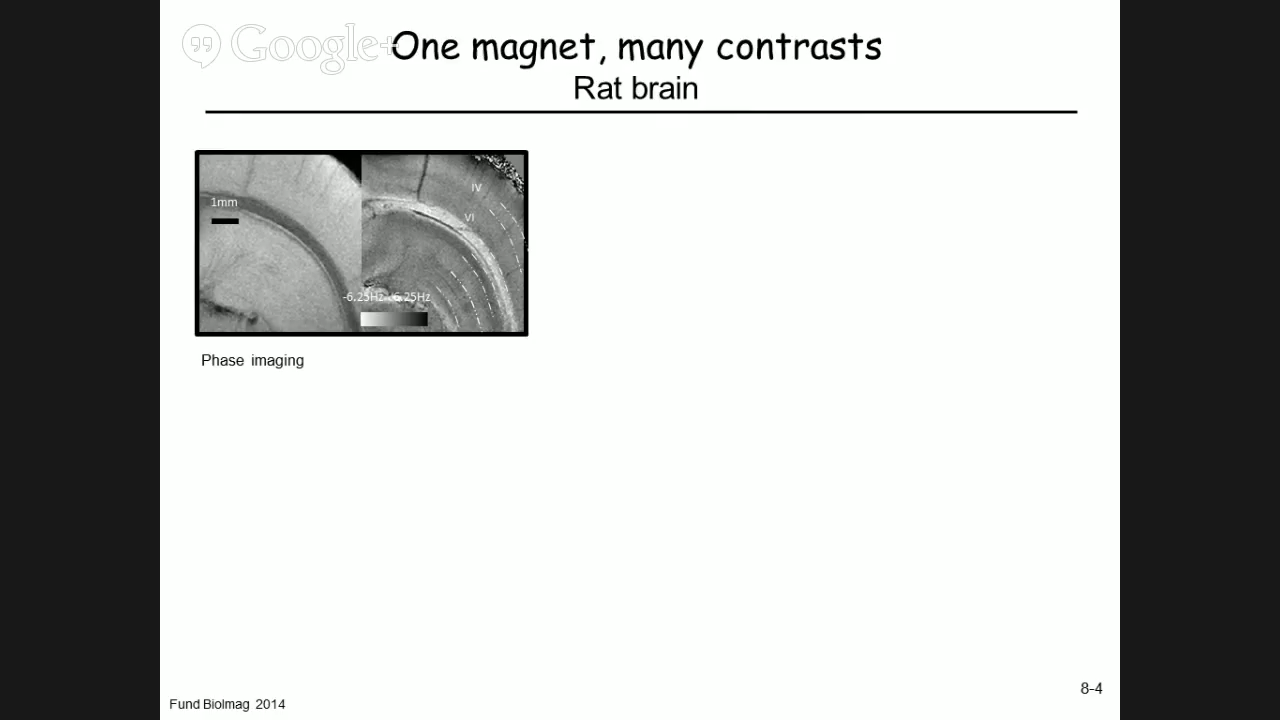 Google+
One magnet, many contrasts
Rat brain
1mm
IV
VI
-6.25Hz 6.25Hz
Phase imaging
8-4
Fund BioImag 2014